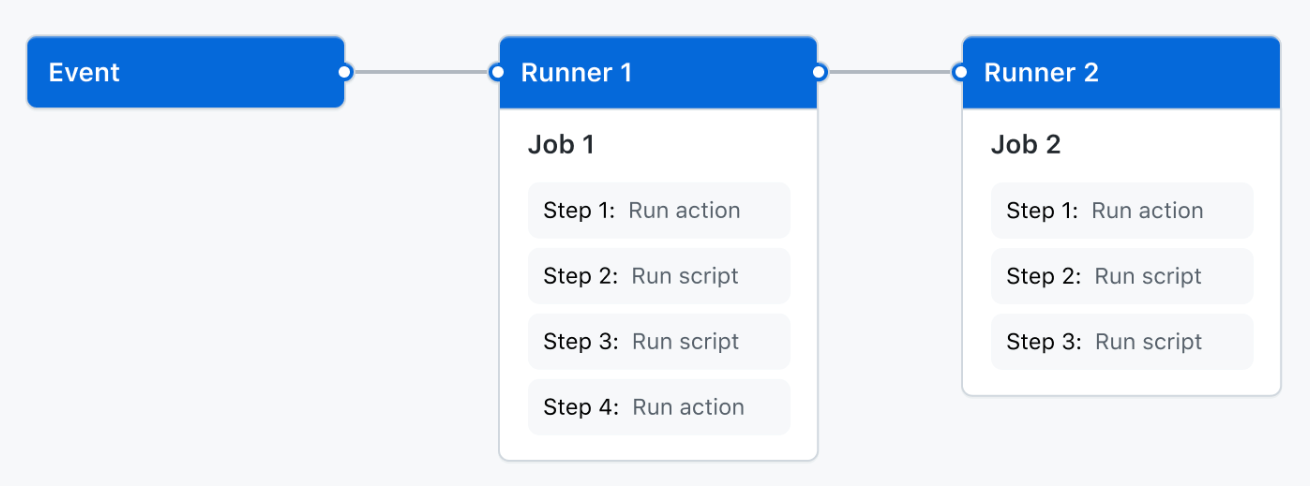 Event
Runner 1
Job 1
Step 1: Run action
Step 2: Run script
Step 3: Run script
Step 4: Run action
Runner 2
Job 2
Step 1: Run action
Step 2: Run script
Step 3: Run script